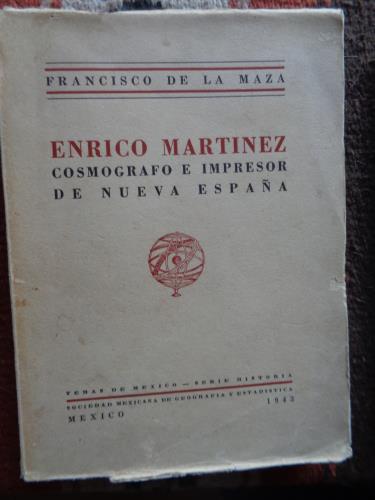 FRANCISCO DE LA MAZA
ENRICO MARTINEZ
COSMOGRAFO E IMPRESOR
DE NUEVA ESPAÑA
TEMAS DE MEXICO — SERIE HISTORIA
SOCIEDAD MEXICANA DE GEOGRAFIA Y ESTADISTICA
MEXICO 1943